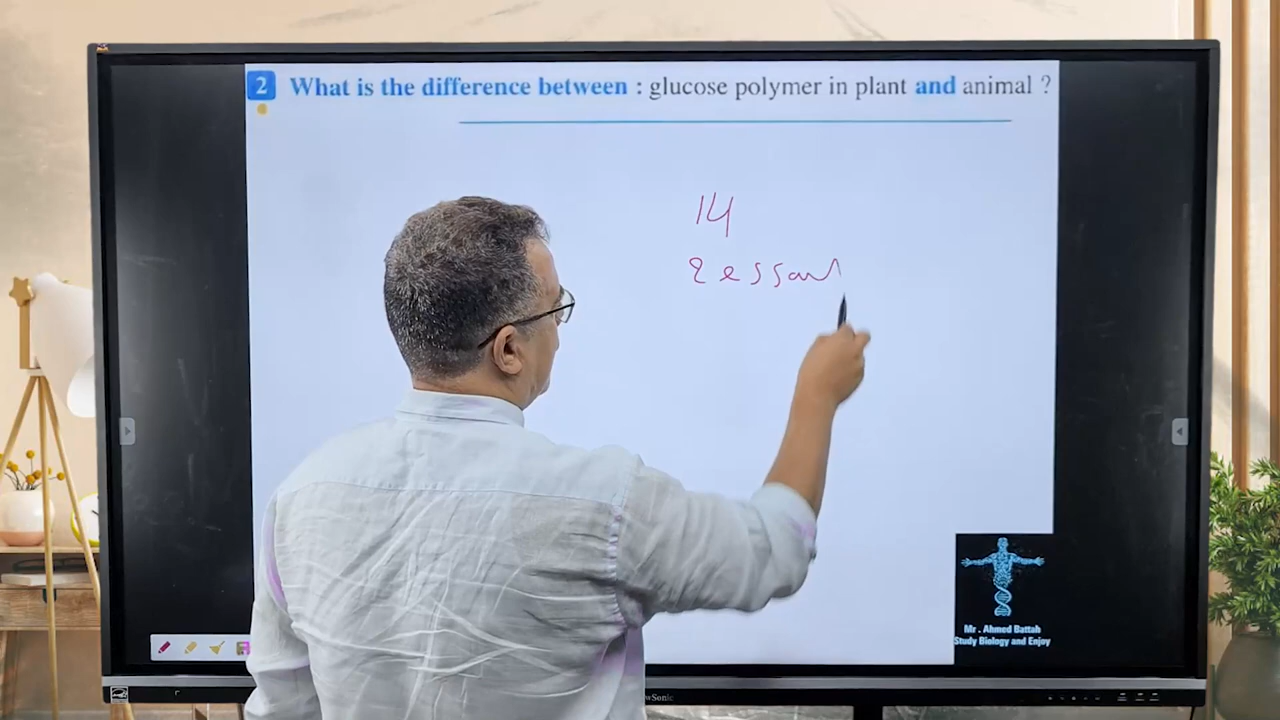 2 What is the difference between : glucose polymer in plant and animal ?
14
Mr . Ahmed Battah
Study Biology and Enjoy